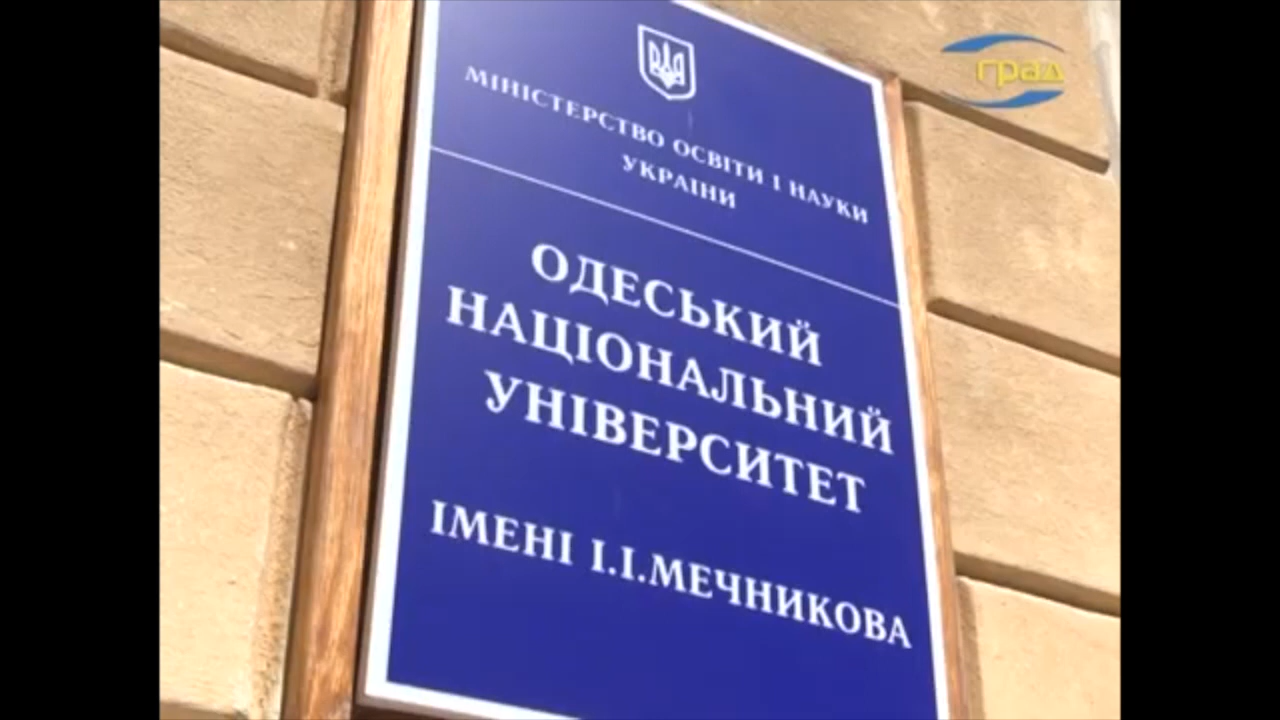 град
МІНІСТЕРСТВО ОСВІТИ І НАУКИ
УКРАЇНИ
ОДЕСЬКИЙ
НАЦІОНАЛЬНИЙ
УНІВЕРСИТЕТ
ІМЕНІ І.І.МЕЧНИКОВА